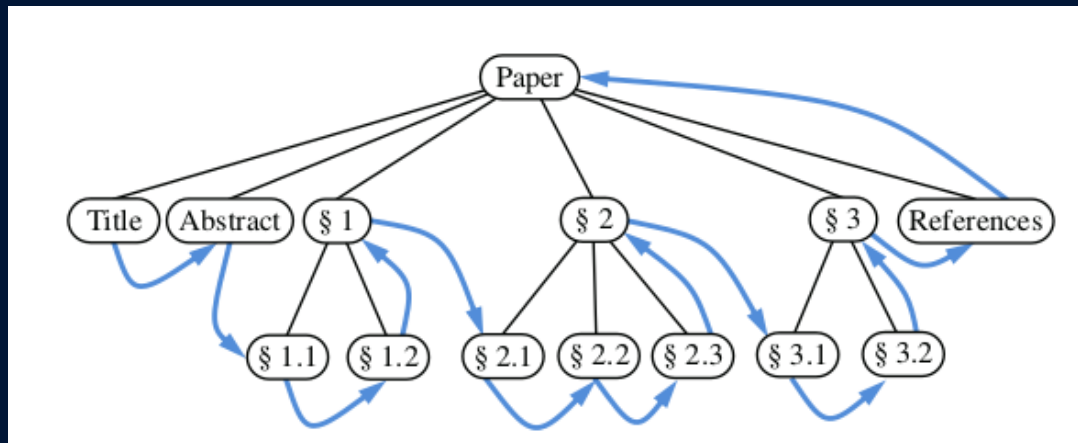 Paper
Title
Abstract
§ 1
§ 2
§ 3
References
§ 1.1
§ 1.2
§ 2.1
§ 2.2
§ 2.3
§ 3.1
§ 3.2